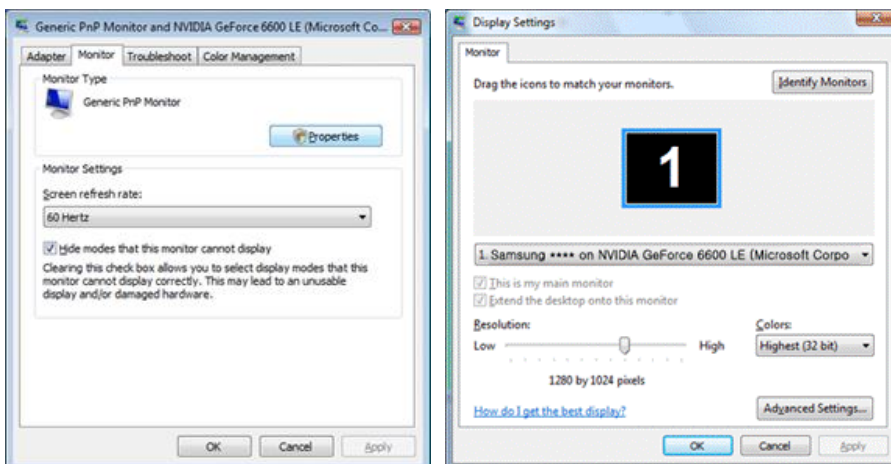 Generic PnP Monitor and NVIDIA GeForce 6600 LE (Microsoft Co...
Adapter Monitor Troubleshoot Color Management
Monitor Type
Generic PnP Monitor
Properties
Monitor Settings
Screen refresh rate:
60 Hertz
Hide modes that this monitor cannot display
Clearing this check box allows you to select display modes that this
monitor cannot display correctly. This may lead to an unusable
display and/or damaged hardware.
OK Cancel Apply
Display Settings
Monitor
Drag the icons to match your monitors.
Identify Monitors
1
1. Samsung **** on NVIDIA GeForce 6600 LE (Microsoft Corpo
This is my main monitor
Extend the desktop onto this monitor
Resolution:
Low High
1280 by 1024 pixels
Colors:
Highest (32 bit)
How do I get the best display?
Advanced Settings...
OK Cancel Apply